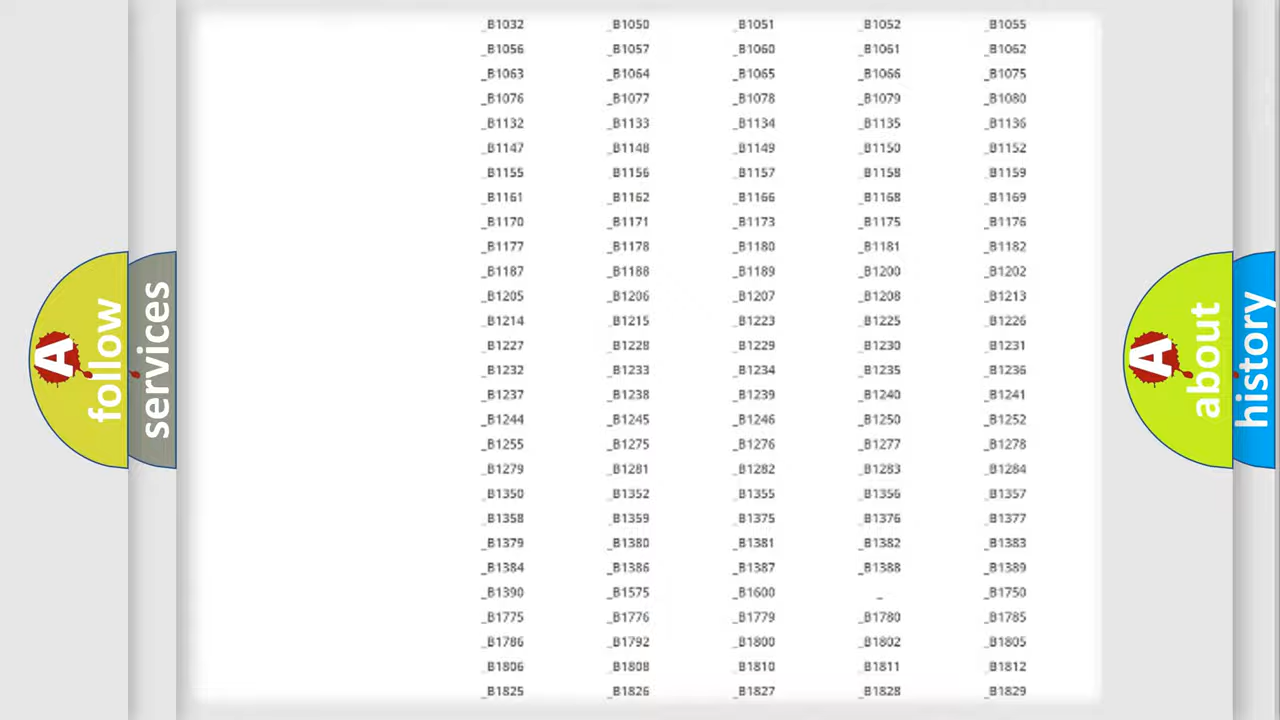 _B1032 _B1050 _B1051 _B1052 _B1055
_B1056 _B1057 _B1060 _B1061 _B1062
_B1063 _B1064 _B1065 _B1066 _B1075
_B1076 _B1077 _B1078 _B1079 _B1080
_B1132 _B1133 _B1134 _B1135 _B1136
_B1147 _B1148 _B1149 _B1150 _B1152
_B1155 _B1156 _B1157 _B1158 _B1159
_B1161 _B1162 _B1166 _B1168 _B1169
_B1170 _B1171 _B1173 _B1175 _B1176
_B1177 _B1178 _B1180 _B1181 _B1182
_B1187 _B1188 _B1189 _B1200 _B1202
_B1205 _B1206 _B1207 _B1208 _B1213
_B1214 _B1215 _B1223 _B1225 _B1226
_B1227 _B1228 _B1229 _B1230 _B1231
_B1232 _B1233 _B1234 _B1235 _B1236
_B1237 _B1238 _B1239 _B1240 _B1241
_B1244 _B1245 _B1246 _B1250 _B1252
_B1255 _B1275 _B1276 _B1277 _B1278
_B1279 _B1281 _B1282 _B1283 _B1284
_B1350 _B1352 _B1355 _B1356 _B1357
_B1358 _B1359 _B1375 _B1376 _B1377
_B1379 _B1380 _B1381 _B1382 _B1383
_B1384 _B1386 _B1387 _B1388 _B1389
_B1390 _B1575 _B1600 _ _B1750
_B1775 _B1776 _B1779 _B1780 _B1785
_B1786 _B1792 _B1800 _B1802 _B1805
_B1806 _B1808 _B1810 _B1811 _B1812
_B1825 _B1826 _B1827 _B1828 _B1829
A
follow
services
A
about
history